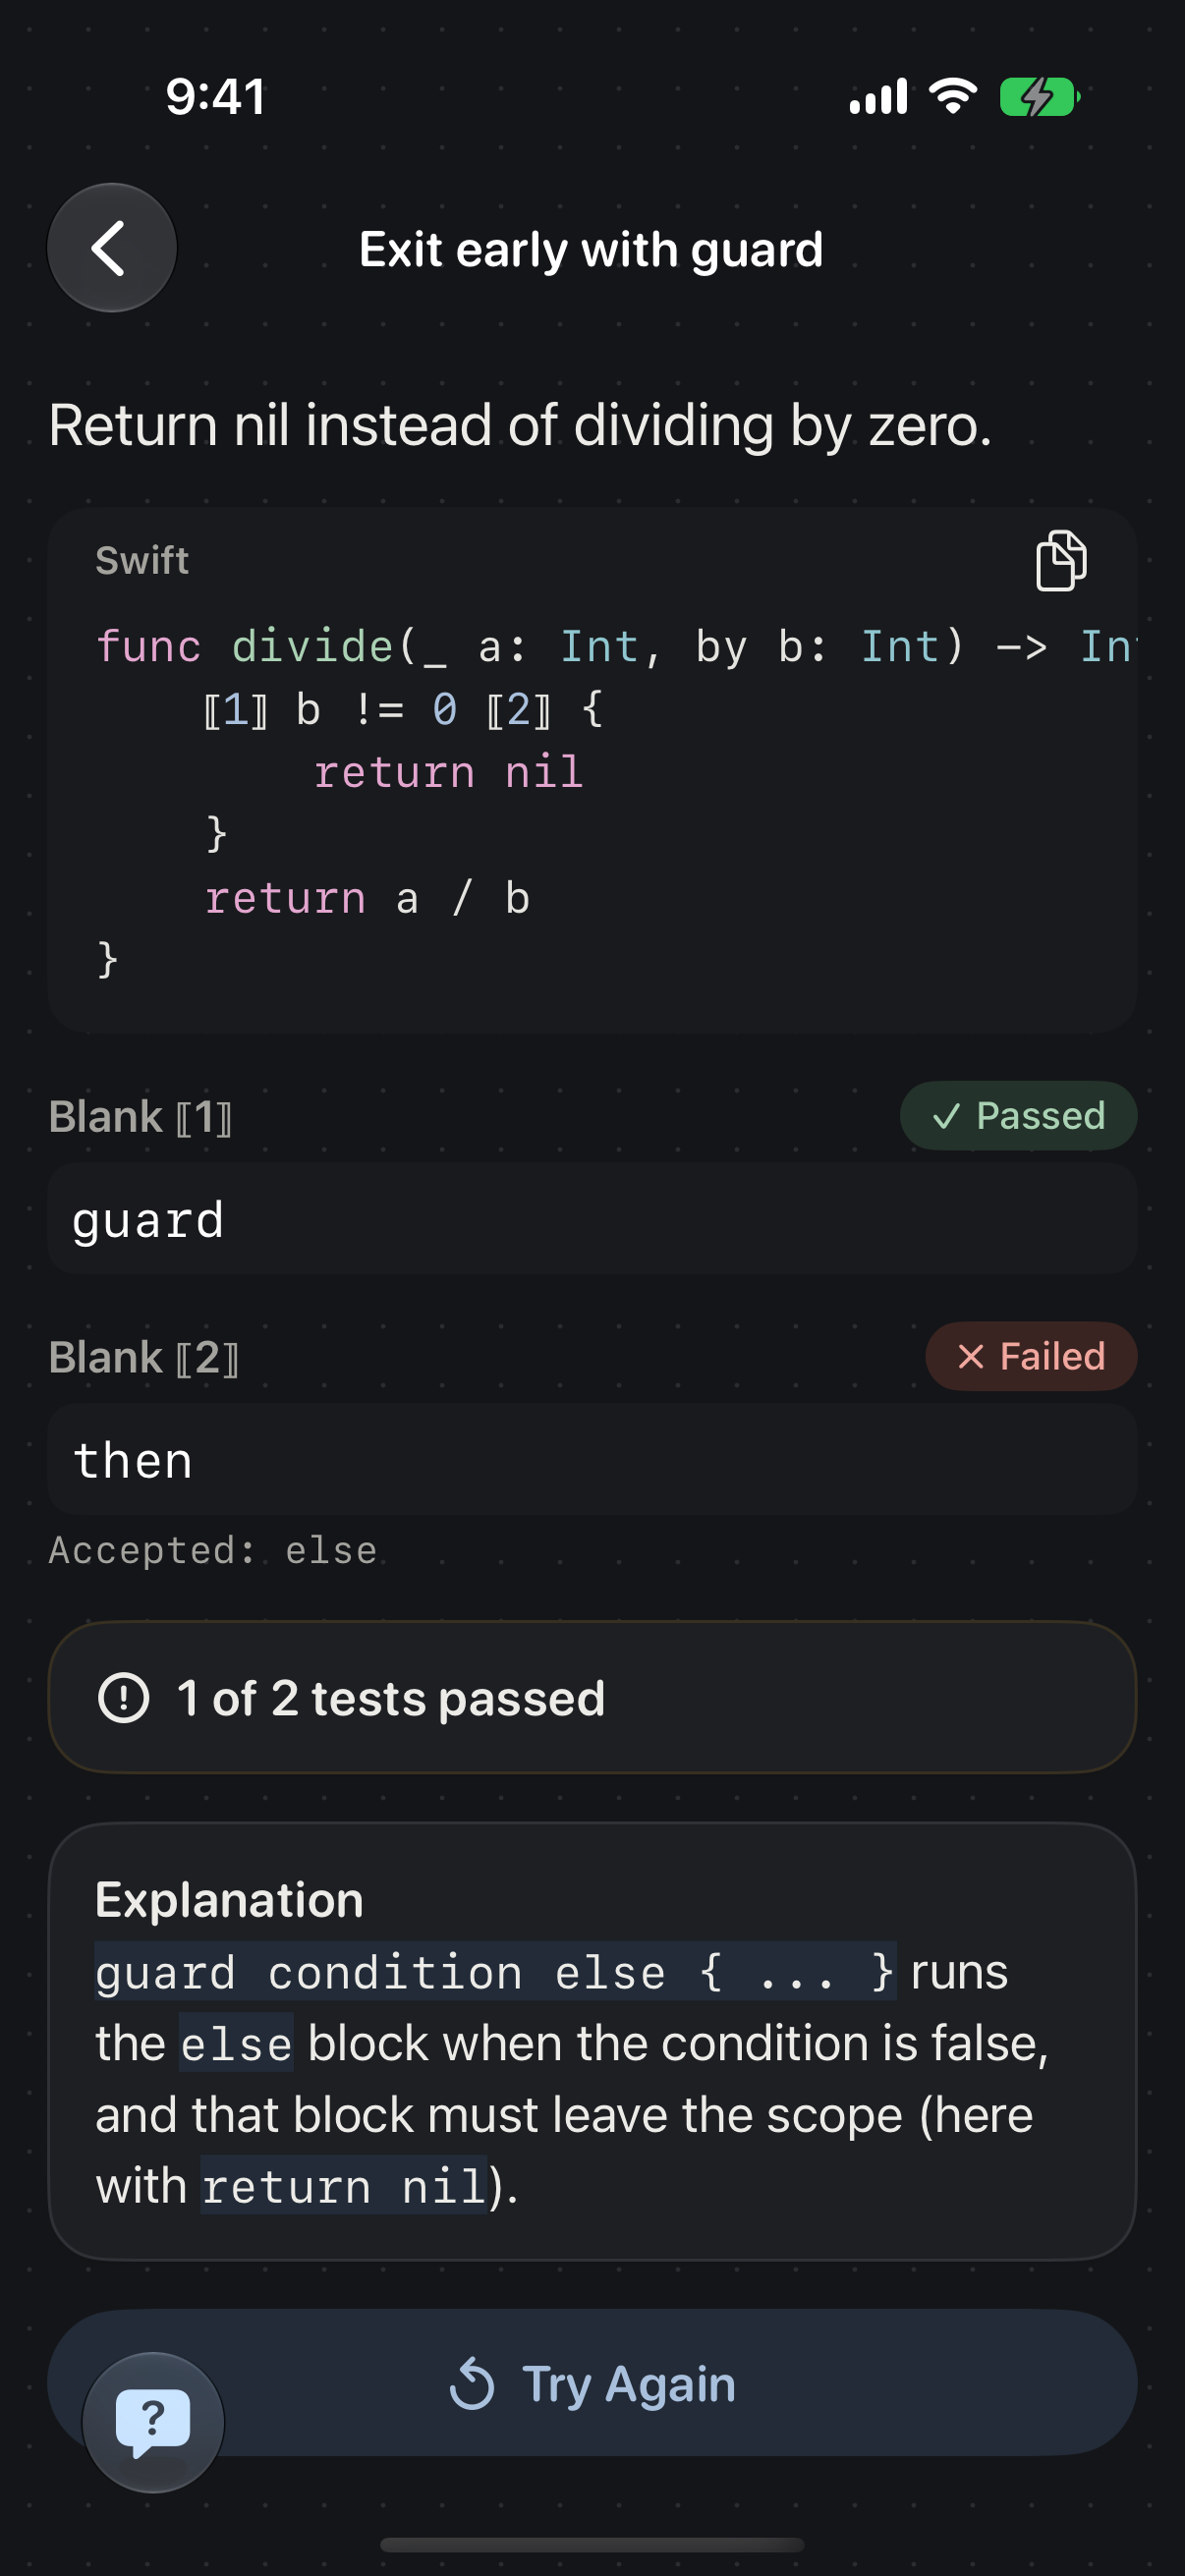 9:41
Exit early with guard
Return nil instead of dividing by zero.
Swift
func divide(_ a: Int, by b: Int) -> In
    ⟦1⟧ b != 0 ⟦2⟧ {
        return nil
    }
    return a / b
}
Blank ⟦1⟧
✓ Passed
guard
Blank ⟦2⟧
✕ Failed
then
Accepted: else
1 of 2 tests passed
Explanation
guard condition else { ... } runs
the else block when the condition is false,
and that block must leave the scope (here
with return nil).
Try Again